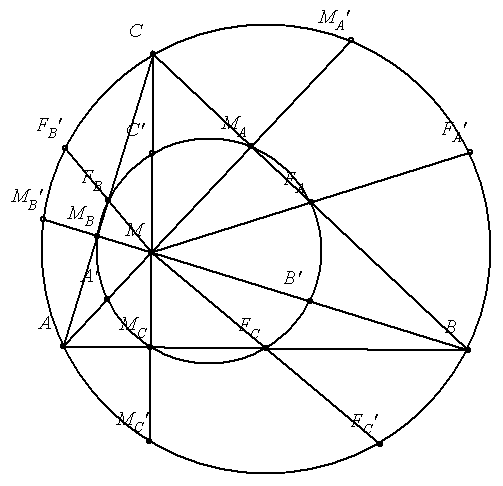 M_A'
C
F_B'
C'
M_A
F_A'
F_B
F_A
M_B'
M_B
M
A'
B'
A
M_C
F_C
B
M_C'
F_C'